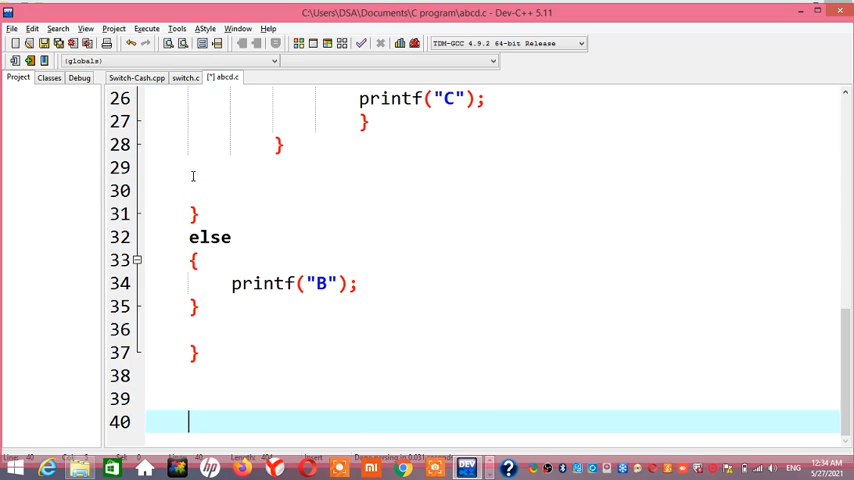 C:\Users\DSA\Documents\C program\abcd.c - Dev-C++ 5.11
File Edit Search View Project Execute Tools AStyle Window Help
TDM-GCC 4.9.2 64-bit Release
(globals)
Project Classes Debug Switch-Cash.cpp switch.c [*] abcd.c
26 printf("C");
27 }
28 }
29
30
31 }
32 else
33 {
34 printf("B");
35 }
36
37 }
38
39
40
hp
mi
DEV
ENG
12:34 AM
5/27/2021